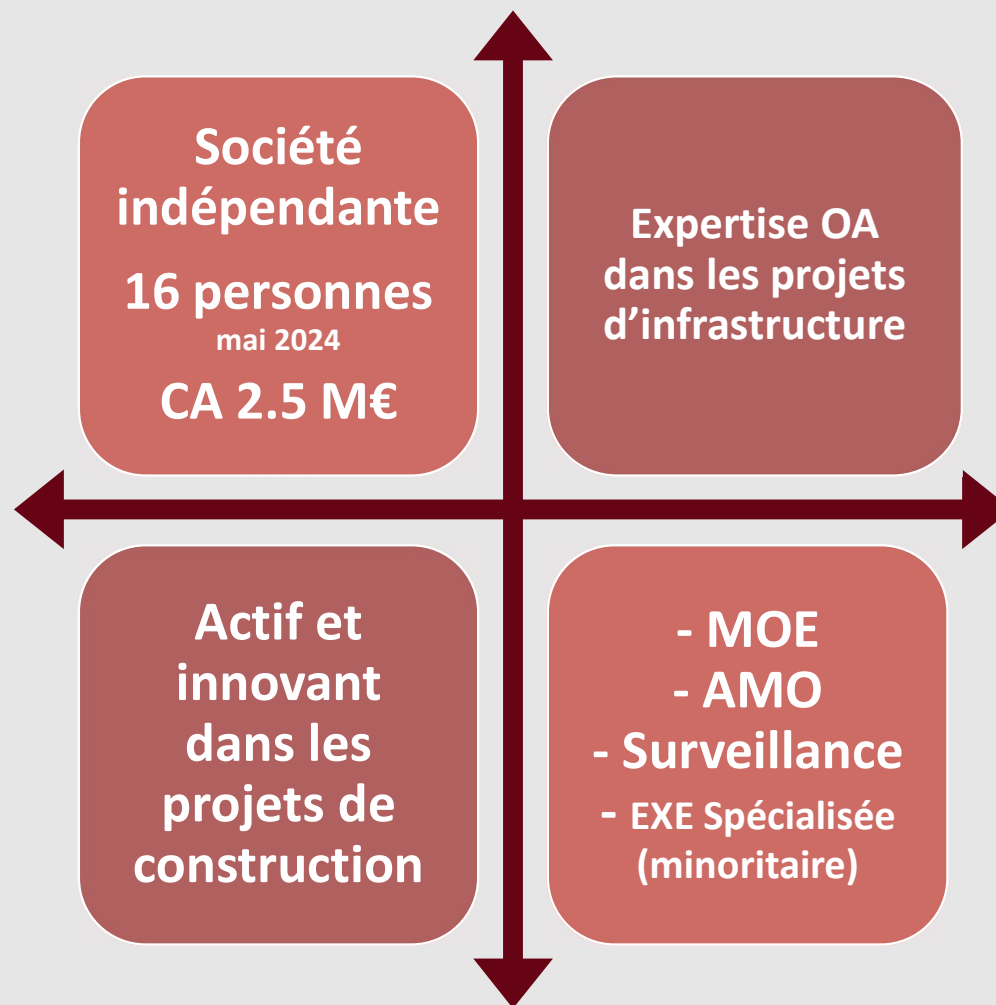 Société
indépendante
16 personnes
mai 2024
CA 2.5 M€
Expertise OA
dans les projets
d’infrastructure
Actif et
innovant
dans les
projets de
construction
- MOE
- AMO
- Surveillance
- EXE Spécialisée
(minoritaire)